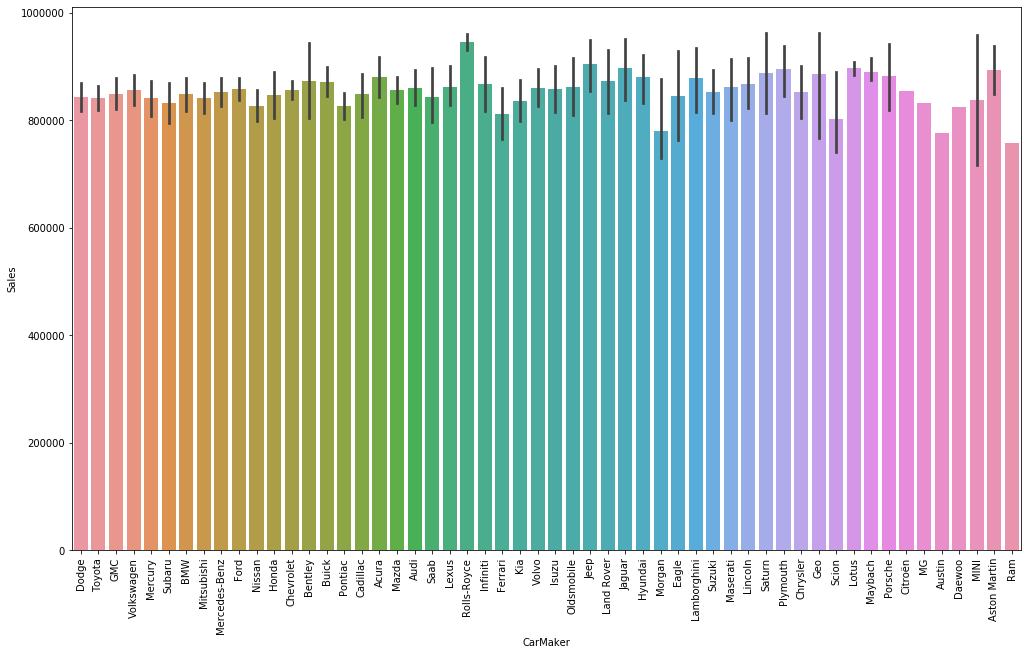 1000000
800000
600000
400000
200000
0
Sales
Dodge
Toyota
GMC
Volkswagen
Mercury
Subaru
BMW
Mitsubishi
Mercedes-Benz
Ford
Nissan
Honda
Chevrolet
Bentley
Buick
Pontiac
Cadillac
Acura
Mazda
Audi
Saab
Lexus
Rolls-Royce
Infiniti
Ferrari
Kia
Volvo
Isuzu
Oldsmobile
Jeep
Land Rover
Jaguar
Hyundai
Morgan
Eagle
Lamborghini
Suzuki
Maserati
Lincoln
Saturn
Plymouth
Chrysler
Geo
Scion
Lotus
Maybach
Porsche
Citroën
MG
Austin
Daewoo
MINI
Aston Martin
Ram
CarMaker